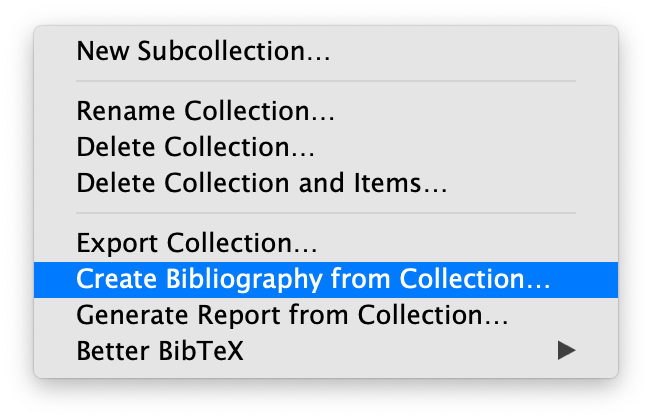 New Subcollection…
Rename Collection…
Delete Collection…
Delete Collection and Items…
Export Collection…
Create Bibliography from Collection…
Generate Report from Collection…
Better BibTeX